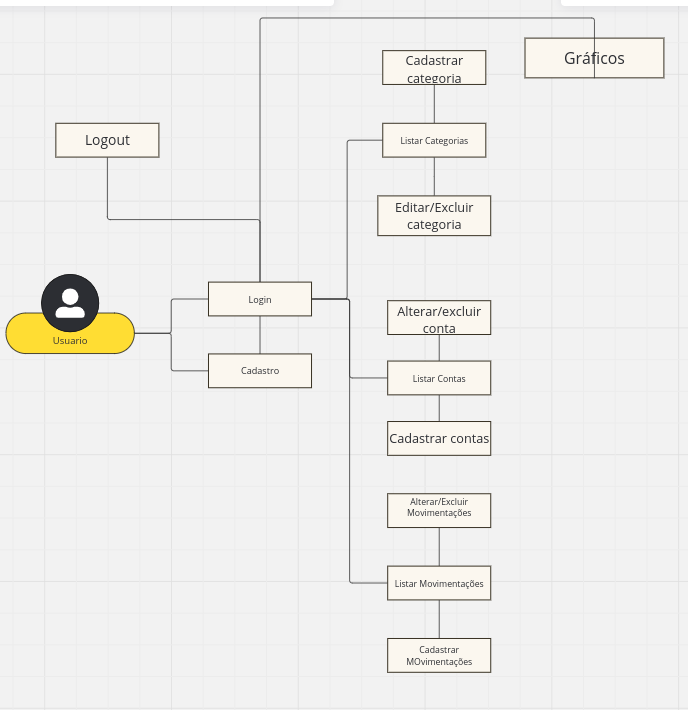 Gráficos
Cadastrar
categoria
Logout
Listar Categorias
Editar/Excluir
categoria
Login
Usuario
Cadastro
Alterar/excluir
conta
Listar Contas
Cadastrar contas
Alterar/Excluir
Movimentações
Listar Movimentações
Cadastrar
MOvimentações